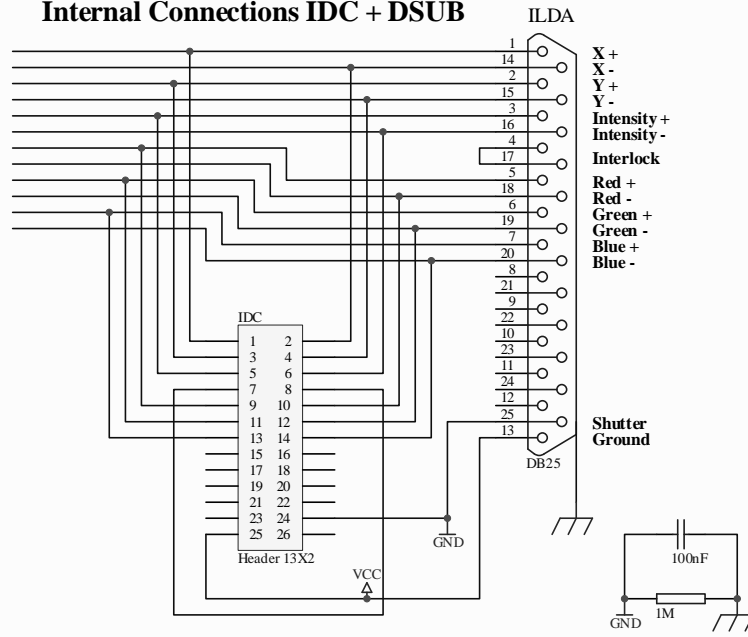 Internal Connections IDC + DSUB
ILDA
1
14
2
15
3
16
4
17
5
18
6
19
7
20
8
21
9
22
10
23
11
24
12
25
13
X +
X -
Y +
Y -
Intensity +
Intensity -
Interlock
Red +
Red -
Green +
Green -
Blue +
Blue -
Shutter
Ground
DB25
IDC
1 2
3 4
5 6
7 8
9 10
11 12
13 14
15 16
17 18
19 20
21 22
23 24
25 26
Header 13X2
GND
VCC
100nF
1M
GND